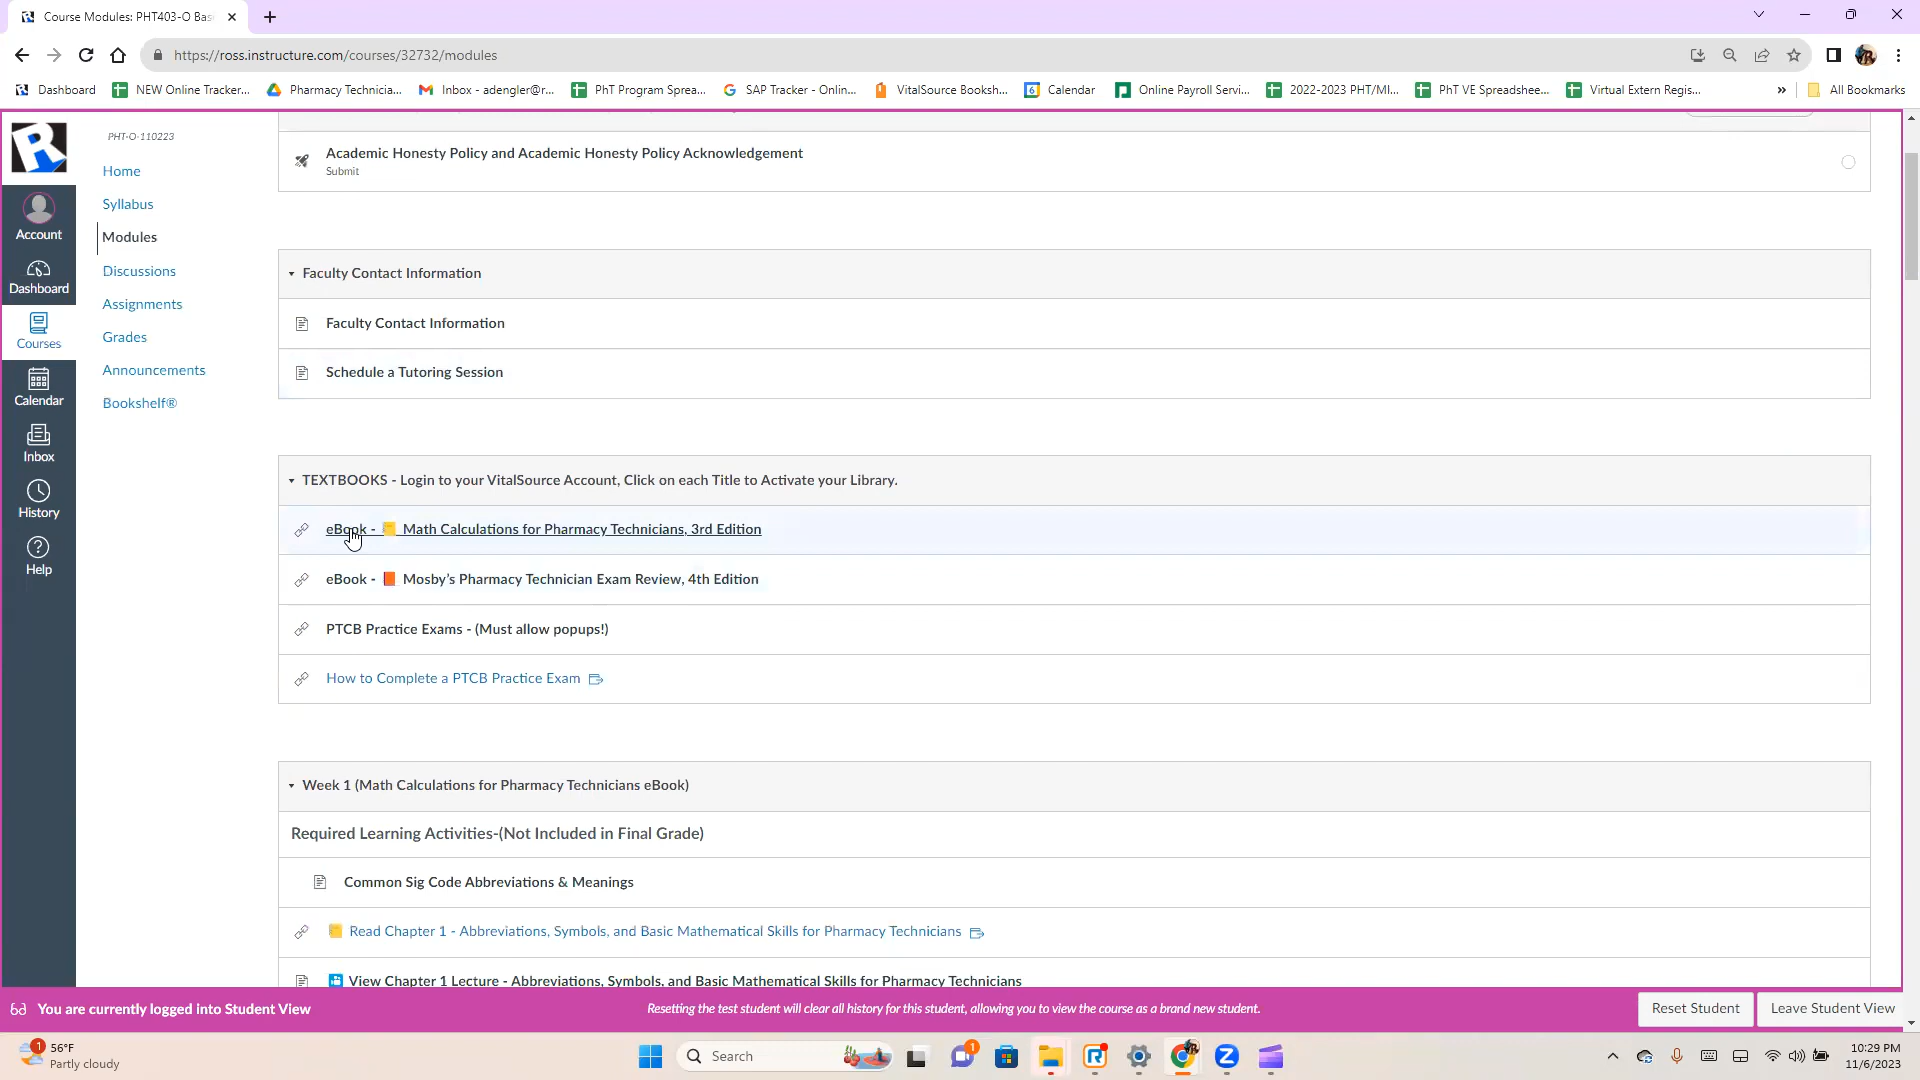 Course Modules: PHT403-O Bas
https://ross.instructure.com/courses/32732/modules
Dashboard
NEW Online Tracker...
Pharmacy Technicia...
Inbox - adengler@r...
PhT Program Sprea...
SAP Tracker - Onlin...
VitalSource Booksh...
Calendar
Online Payroll Servi...
2022-2023 PHT/MI...
PhT VE Spreadshee...
Virtual Extern Regis...
»
All Bookmarks
PHT-O-110223
Home
Syllabus
Modules
Discussions
Assignments
Grades
Announcements
Bookshelf®
Account
Dashboard
Courses
Calendar
Inbox
History
Help
Academic Honesty Policy and Academic Honesty Policy Acknowledgement
Submit
Faculty Contact Information
Faculty Contact Information
Schedule a Tutoring Session
TEXTBOOKS - Login to your VitalSource Account, Click on each Title to Activate your Library.
eBook - 📒 Math Calculations for Pharmacy Technicians, 3rd Edition
eBook - 📕 Mosby's Pharmacy Technician Exam Review, 4th Edition
PTCB Practice Exams - (Must allow popups!)
How to Complete a PTCB Practice Exam
Week 1 (Math Calculations for Pharmacy Technicians eBook)
Required Learning Activities-(Not Included in Final Grade)
Common Sig Code Abbreviations & Meanings
📒 Read Chapter 1 - Abbreviations, Symbols, and Basic Mathematical Skills for Pharmacy Technicians
View Chapter 1 Lecture - Abbreviations, Symbols, and Basic Mathematical Skills for Pharmacy Technicians
You are currently logged into Student View
Resetting the test student will clear all history for this student, allowing you to view the course as a brand new student.
Reset Student
Leave Student View
1
56°F
Partly cloudy
Search
1
10:29 PM
11/6/2023